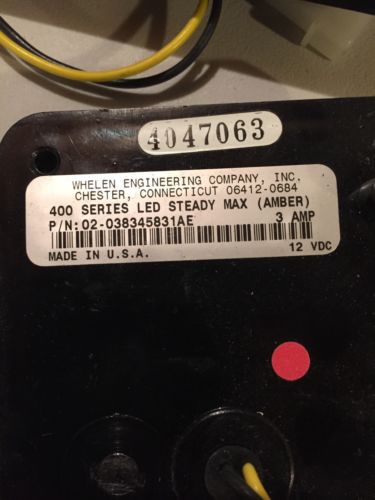 4047063
WHELEN ENGINEERING COMPANY, INC.
CHESTER, CONNECTICUT 06412-0684
400 SERIES LED STEADY MAX (AMBER)
P/N:02-038345831AE 3 AMP
MADE IN U.S.A. 12 VDC